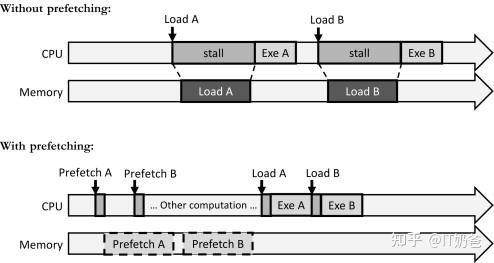 Without prefetching:
Load A Load B
CPU stall Exe A stall Exe B
Memory Load A Load B
With prefetching:
Prefetch A Prefetch B Load A Load B
CPU ... Other computation ... Exe A Exe B
Memory Prefetch A Prefetch B
知乎 @IT奶爸